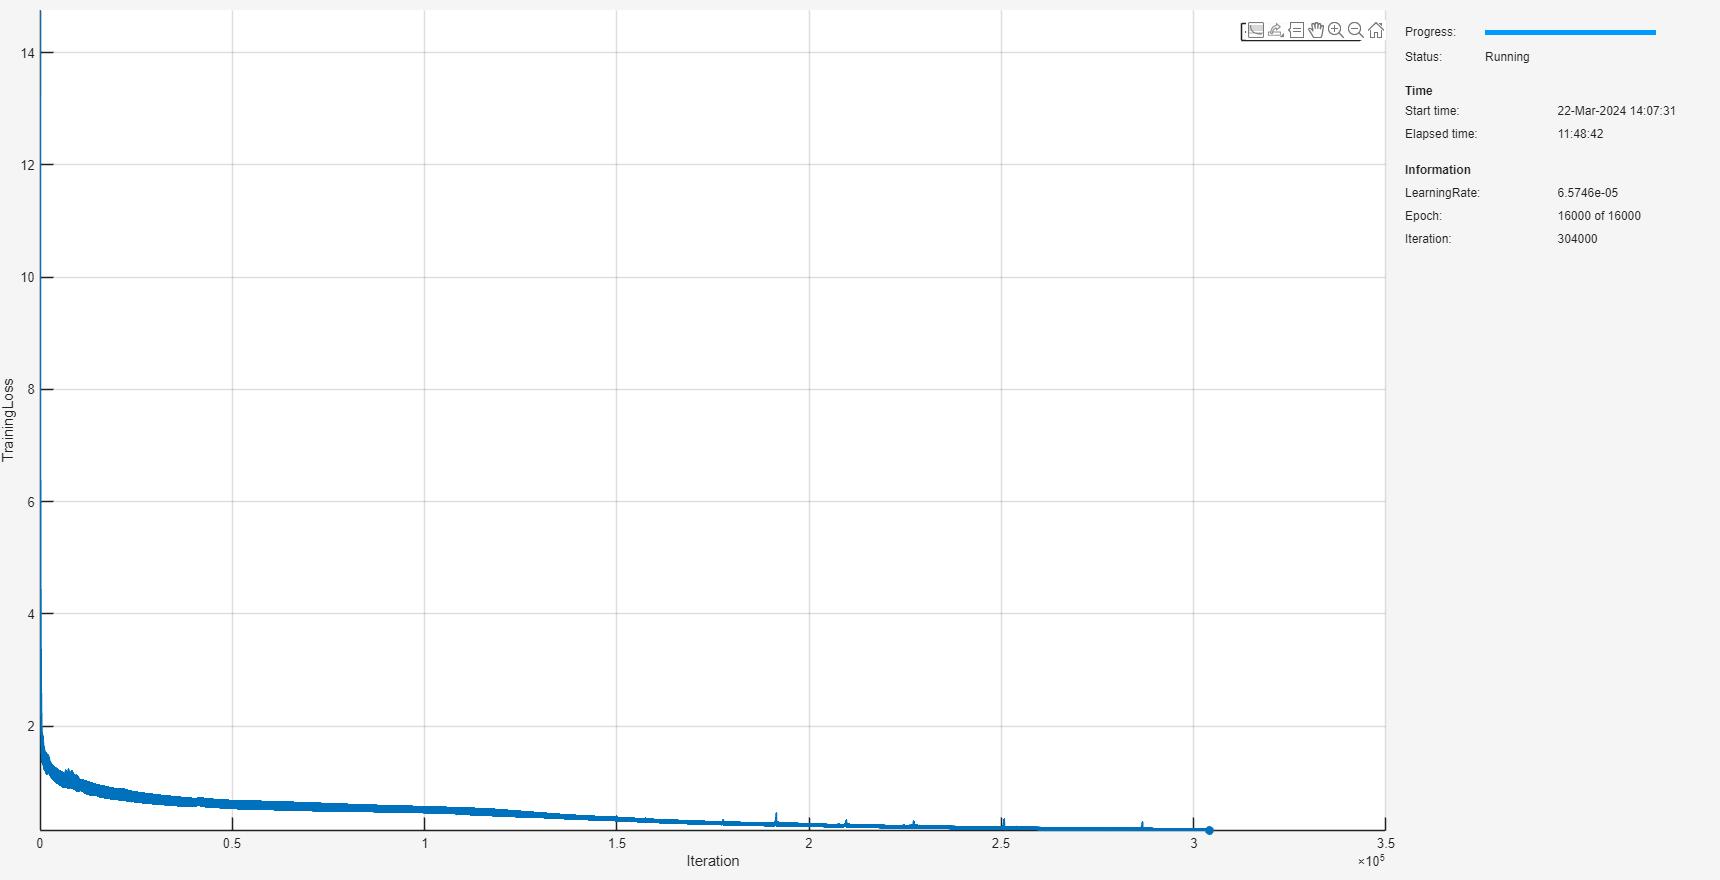 Progress:
Status: Running
Time
Start time: 22-Mar-2024 14:07:31
Elapsed time: 11:48:42
Information
LearningRate: 6.5746e-05
Epoch: 16000 of 16000
Iteration: 304000
TrainingLoss
14
12
10
8
6
4
2
0 0.5 1 1.5 2 2.5 3 3.5
Iteration
×10⁵